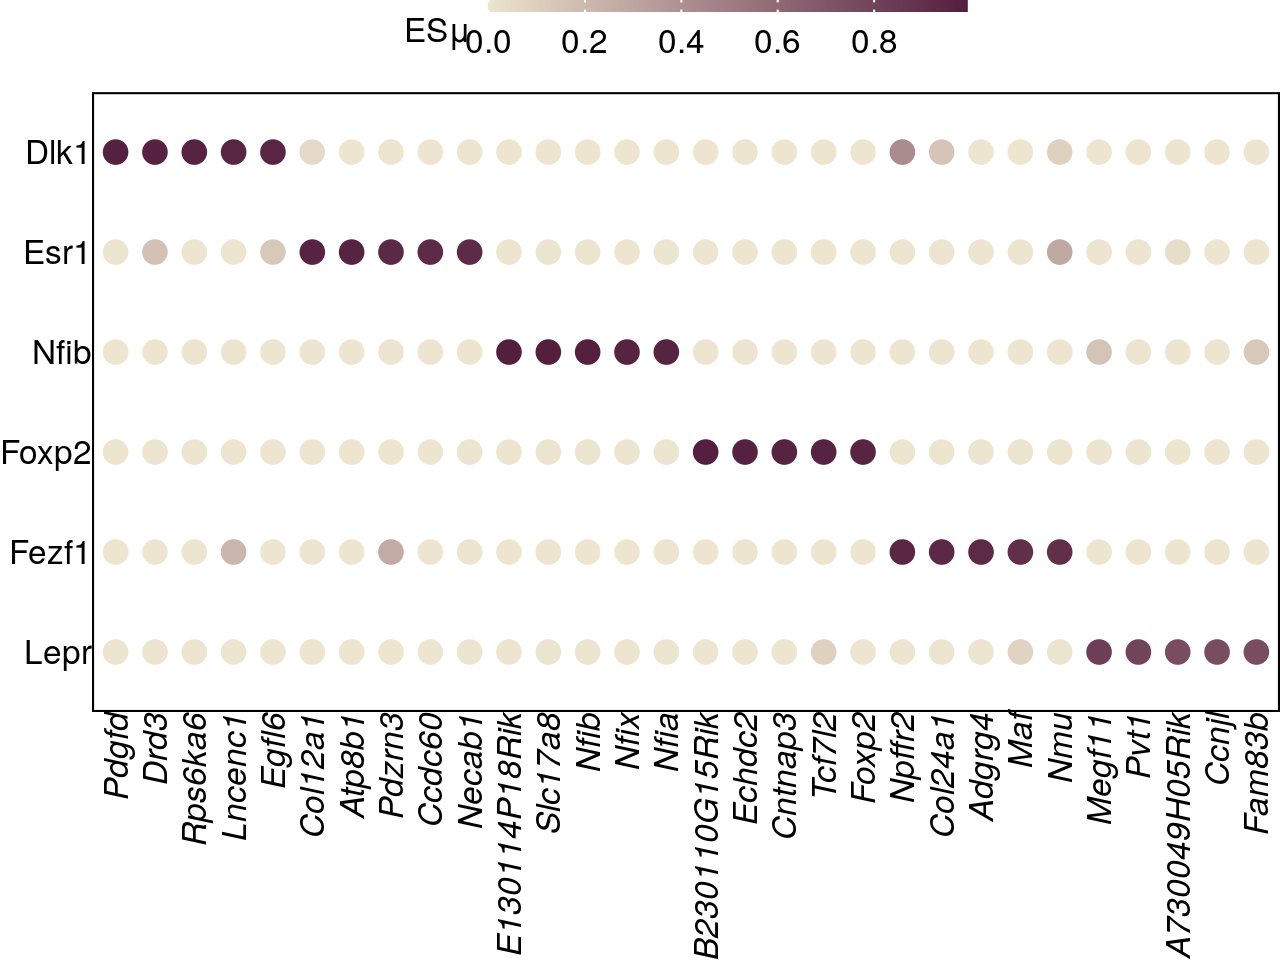 ESμ
0.0 0.2 0.4 0.6 0.8
Dlk1
Esr1
Nfib
Foxp2
Fezf1
Lepr
Pdgfd
Drd3
Rps6ka6
Lncenc1
Egfl6
Col12a1
Atp8b1
Pdzrn3
Ccdc60
Necab1
E130114P18Rik
Slc17a8
Nfib
Nfix
Nfia
B230110G15Rik
Echdc2
Cntnap3
Tcf7l2
Foxp2
Npffr2
Col24a1
Adgrg4
Maf
Nmu
Megf11
Pvt1
A730049H05Rik
Ccnjl
Fam83b